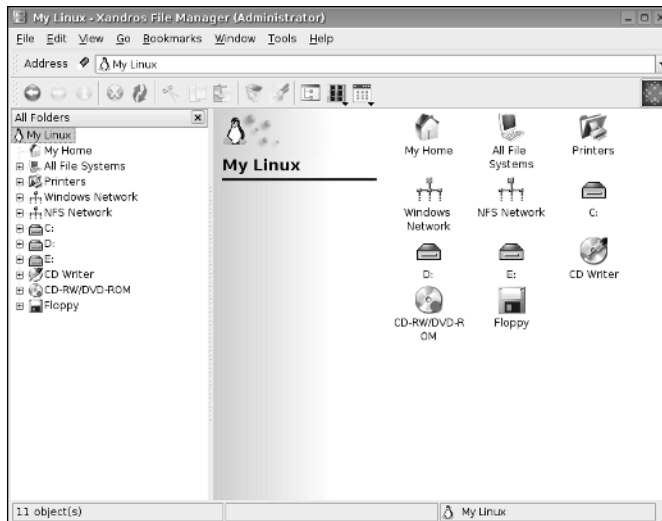 My Linux - Xandros File Manager (Administrator)
File Edit View Go Bookmarks Window Tools Help
Address My Linux
All Folders
My Linux
My Home
All File Systems
Printers
Windows Network
NFS Network
C:
D:
E:
CD Writer
CD-RW/DVD-ROM
Floppy
My Linux
My Home
All File
Systems
Printers
Windows
Network
NFS Network
C:
D:
E:
CD Writer
CD-RW/DVD-R
OM
Floppy
11 object(s)
My Linux